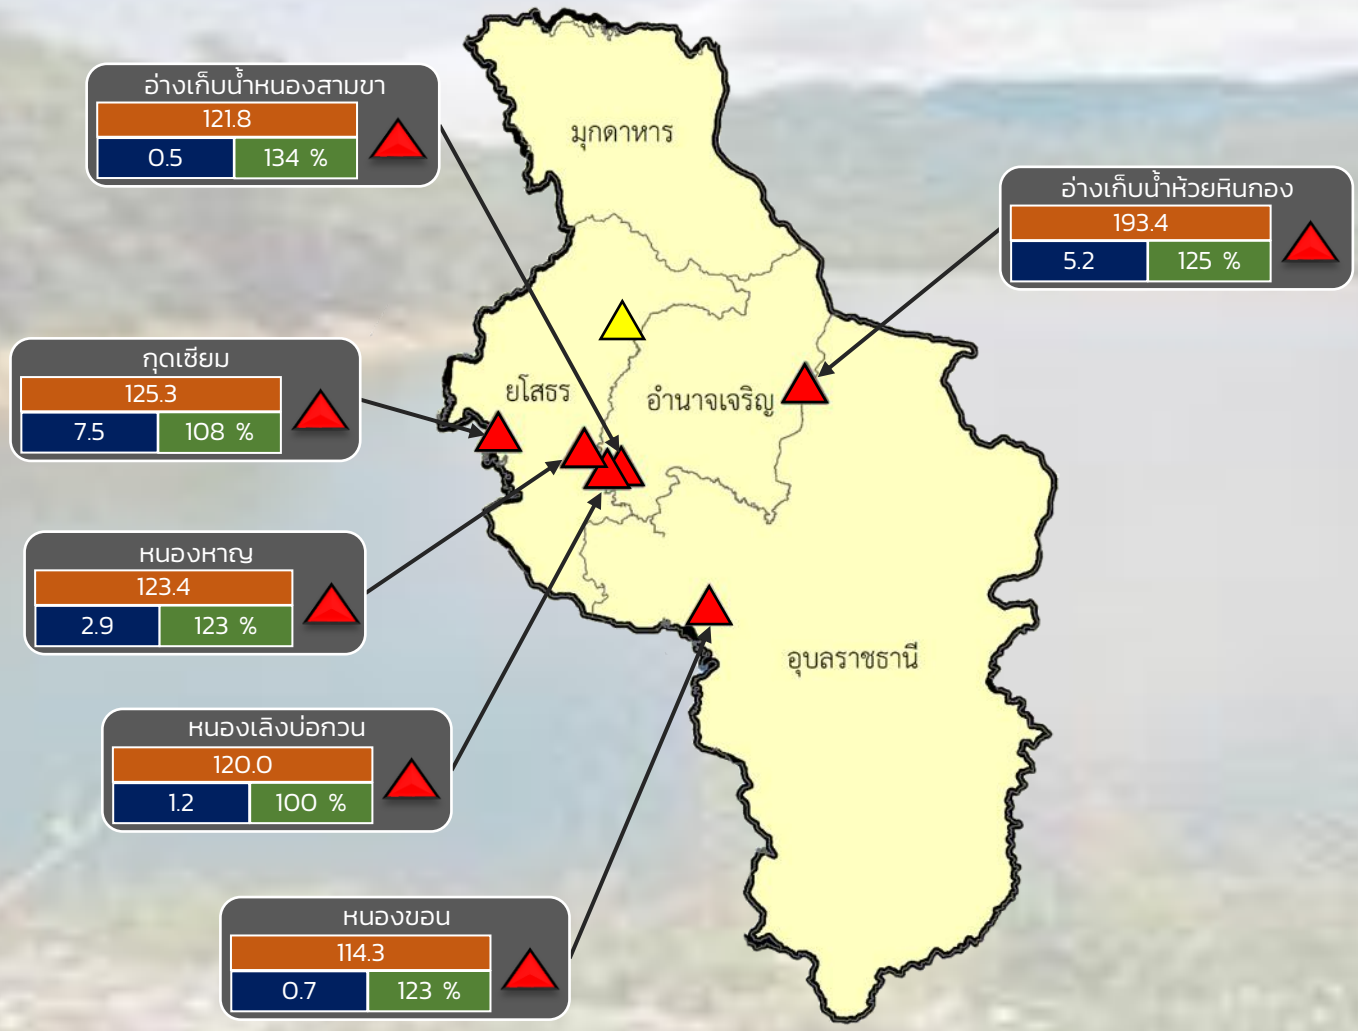 อ่างเก็บน้ำหนองสามขา
121.8
0.5 134 %
มุกดาหาร
อ่างเก็บน้ำห้วยหินกอง
193.4
5.2 125 %
กุดเซียม
125.3
7.5 108 %
ยโสธร
อำนาจเจริญ
หนองหาญ
123.4
2.9 123 %
อุบลราชธานี
หนองเลิงบ่อกวน
120.0
1.2 100 %
หนองขอน
114.3
0.7 123 %